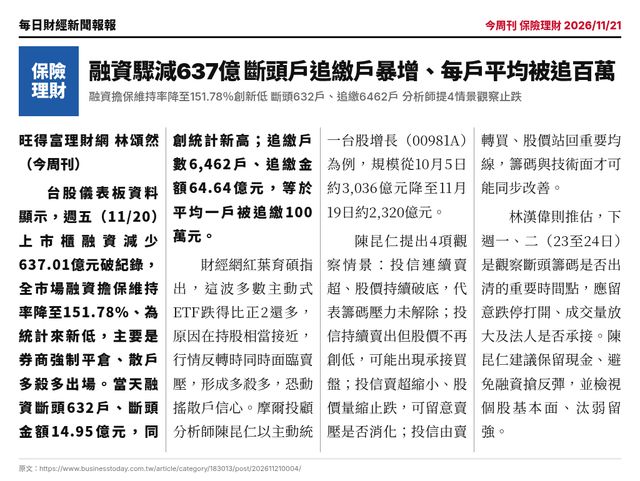 每日財經新聞報報
今周刊 保險理財 2026/11/21
保險
理財
融資驟減637億 斷頭戶追繳戶暴增、每戶平均被追百萬
融資擔保維持率降至151.78%創新低 斷頭632戶、追繳6462戶 分析師提4情景觀察止跌
旺得富理財網 林頌然
（今周刊）
台股儀表板資料
顯示，週五（11/20）
上市櫃融資減少
637.01億元破紀錄，
全市場融資擔保維持
率降至151.78%、為
統計來新低，主要是
券商強制平倉、散戶
多殺多出場。當天融
資斷頭632戶、斷頭
金額14.95億元，同
創統計新高；追繳戶
數6,462戶、追繳金
額64.64億元，等於
平均一戶被追繳100
萬元。
財經網紅葉育碩指
出，這波多數主動式
ETF跌得比正2還多，
原因在持股相當接近，
行情反轉時同時面臨賣
壓，形成多殺多，恐動
搖散戶信心。摩爾投顧
分析師陳昆仁以主動統
一台股增長（00981A）
為例，規模從10月5日
約3,036億元降至11月
19日約2,320億元。
陳昆仁提出4項觀
察情景：投信連續賣
超、股價持續破底，代
表籌碼壓力未解除；投
信持續賣出但股價不再
創低，可能出現承接買
盤；投信賣超縮小、股
價量縮止跌，可留意賣
壓是否消化；投信由賣
轉買、股價站回重要均
線，籌碼與技術面才可
能同步改善。
林漢偉則推估，下
週一、二（23至24日）
是觀察斷頭籌碼是否出
清的重要時間點，應留
意跌停打開、成交量放
大及法人是否承接。陳
昆仁建議保留現金、避
免融資搶反彈，並檢視
個股基本面、汰弱留
強。
原文：https://www.businesstoday.com.tw/article/category/183013/post/202611210004/